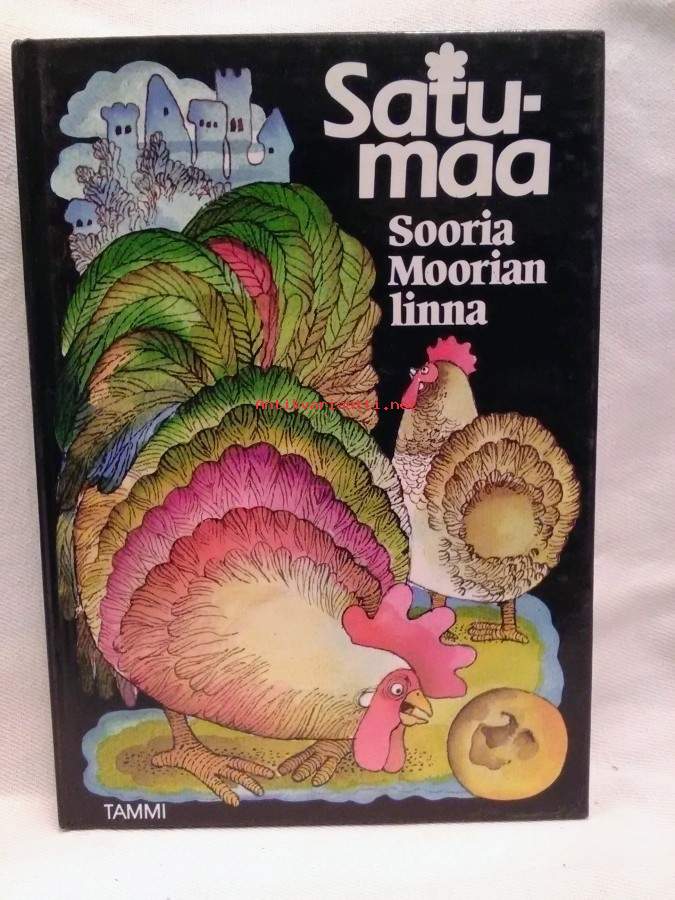 Satu-
maa
Sooria
Moorian
linna
Antikvariaatti.net
TAMMI